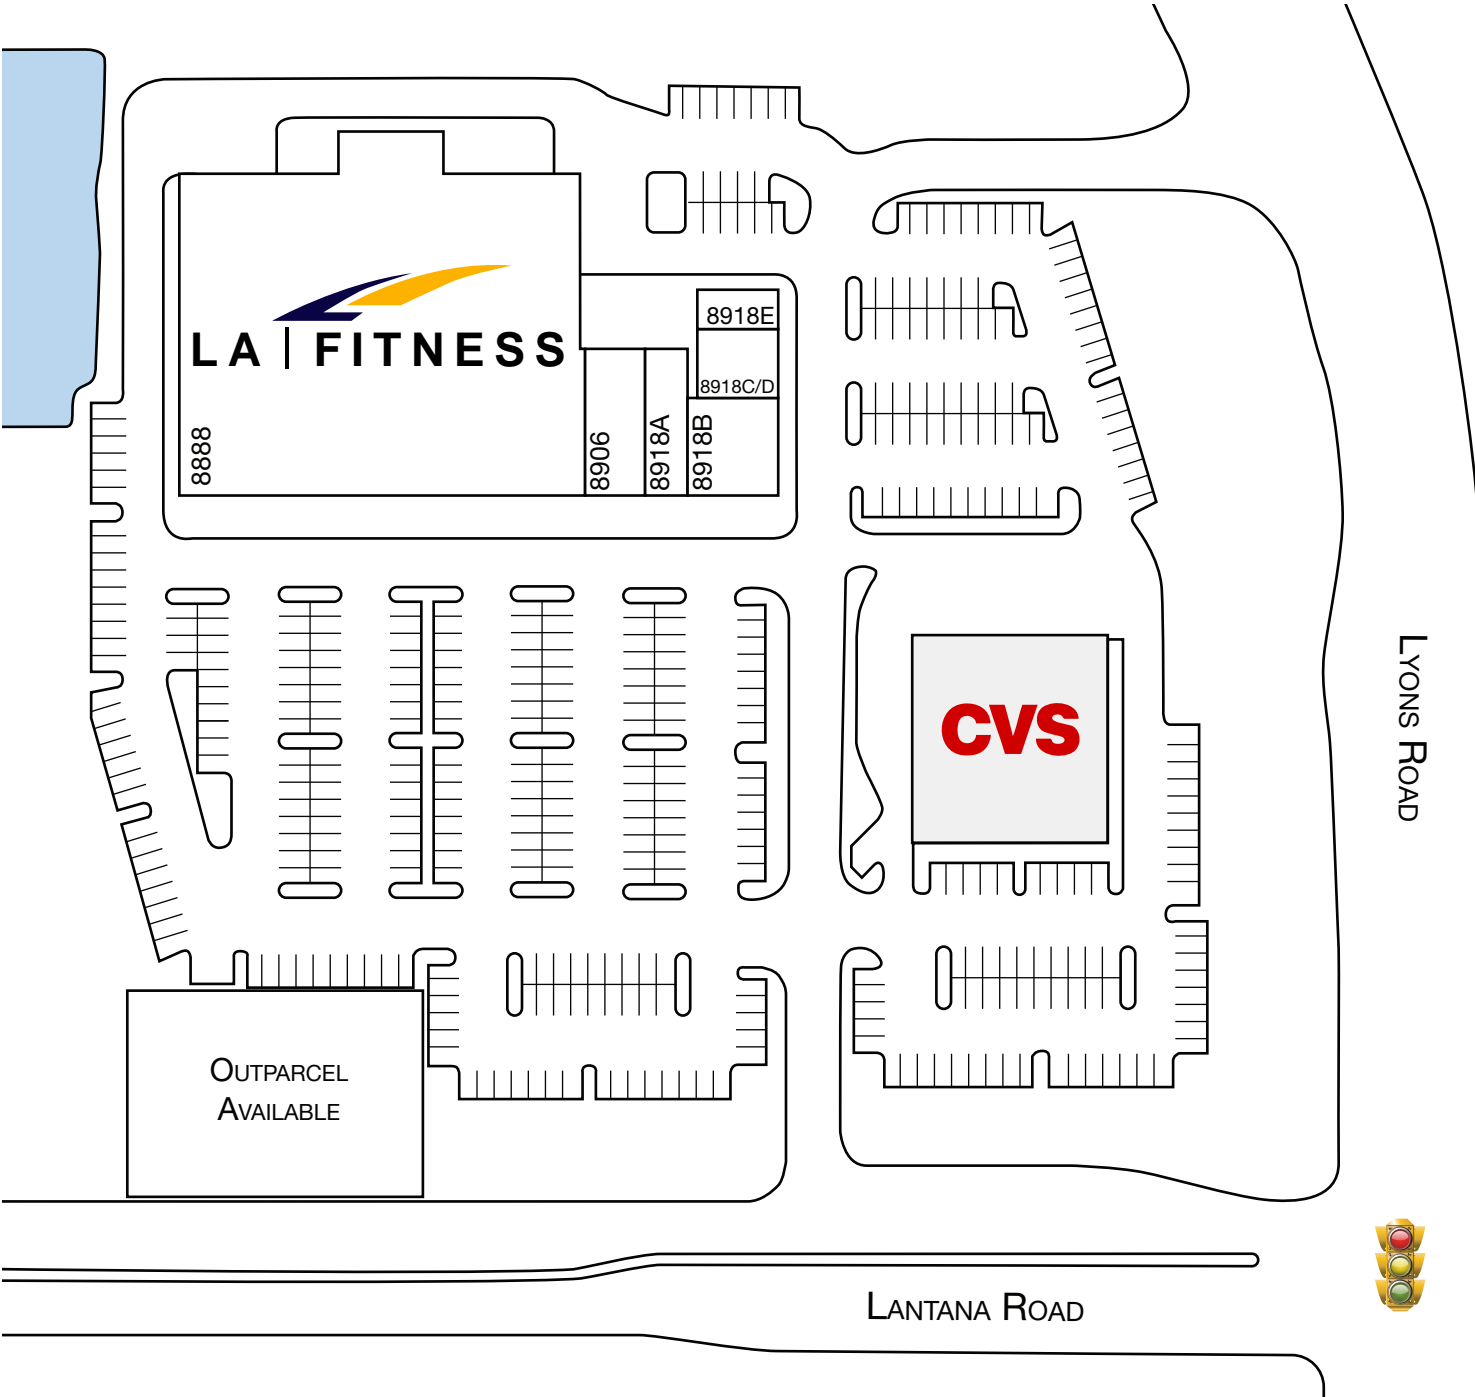 LA FITNESS
8888
8906
8918A
8918B
8918C/D
8918E
CVS
LYONS ROAD
OUTPARCEL
AVAILABLE
LANTANA ROAD